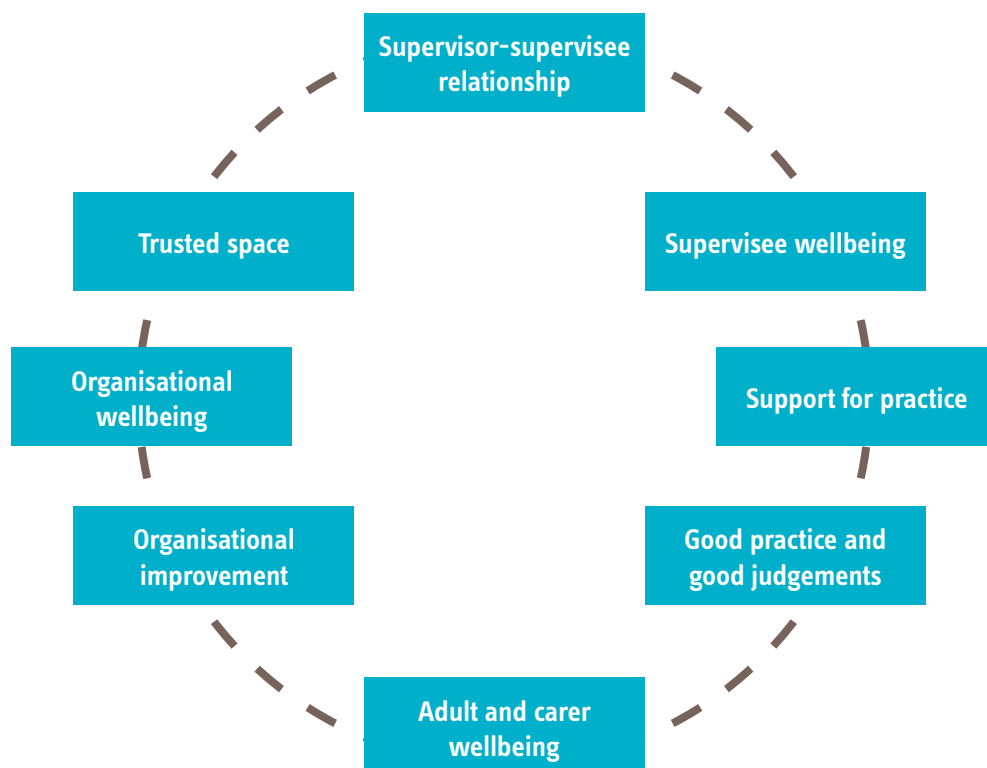 Supervisor-supervisee
relationship
Trusted space
Supervisee wellbeing
Organisational
wellbeing
Support for practice
Organisational
improvement
Good practice and
good judgements
Adult and carer
wellbeing